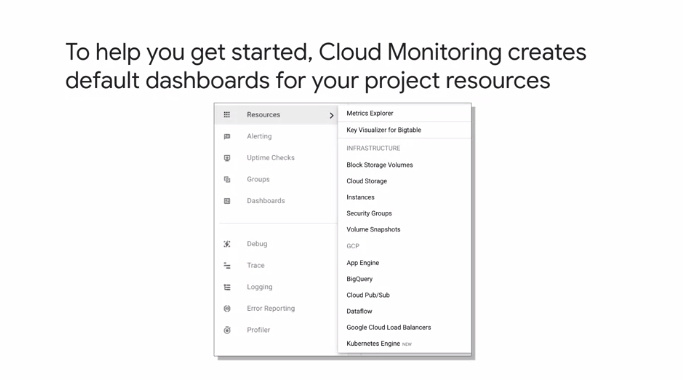 To help you get started, Cloud Monitoring creates
default dashboards for your project resources
Resources
Alerting
Uptime Checks
Groups
Dashboards
Debug
Trace
Logging
Error Reporting
Profiler
Metrics Explorer
Key Visualizer for Bigtable
INFRASTRUCTURE
Block Storage Volumes
Cloud Storage
Instances
Security Groups
Volume Snapshots
GCP
App Engine
BigQuery
Cloud Pub/Sub
Dataflow
Google Cloud Load Balancers
Kubernetes Engine NEW